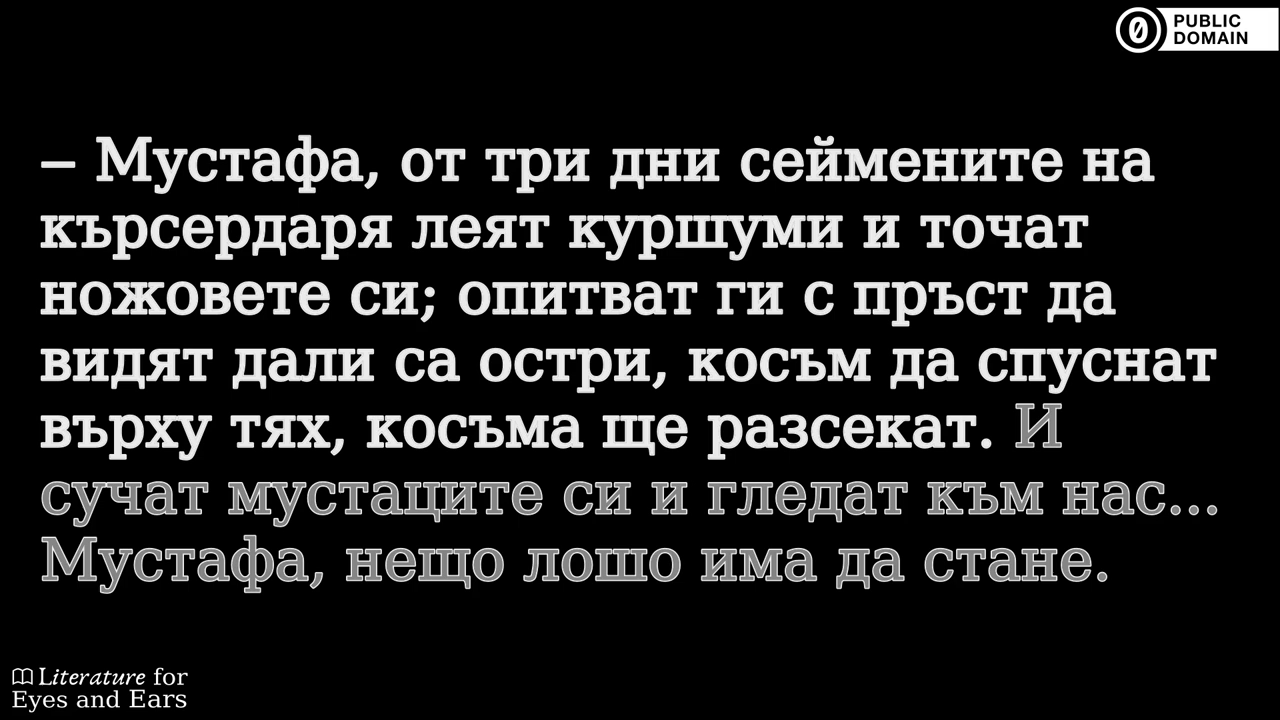 PUBLIC
DOMAIN
– Мустафа, от три дни сеймените на
кърсердаря леят куршуми и точат
ножовете си; опитват ги с пръст да
видят дали са остри, косъм да спуснат
върху тях, косъма ще разсекат. И
сучат мустаците си и гледат към нас...
Мустафа, нещо лошо има да стане.
Literature for
Eyes and Ears